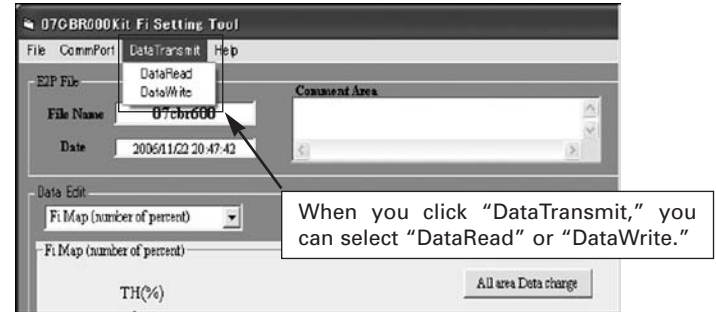 07CBR600Kit Fi Setting Tool
File CommPort DataTransmit Help
DataRead
DataWrite
E2P File
Comment Area
File Name 07cbr600
Date 2006/11/22 20:47:42
Data Edit
Fi Map (number of percent)
When you click “DataTransmit,” you
can select “DataRead” or “DataWrite.”
Fi Map (number of percent)
All area Data change
TH(%)